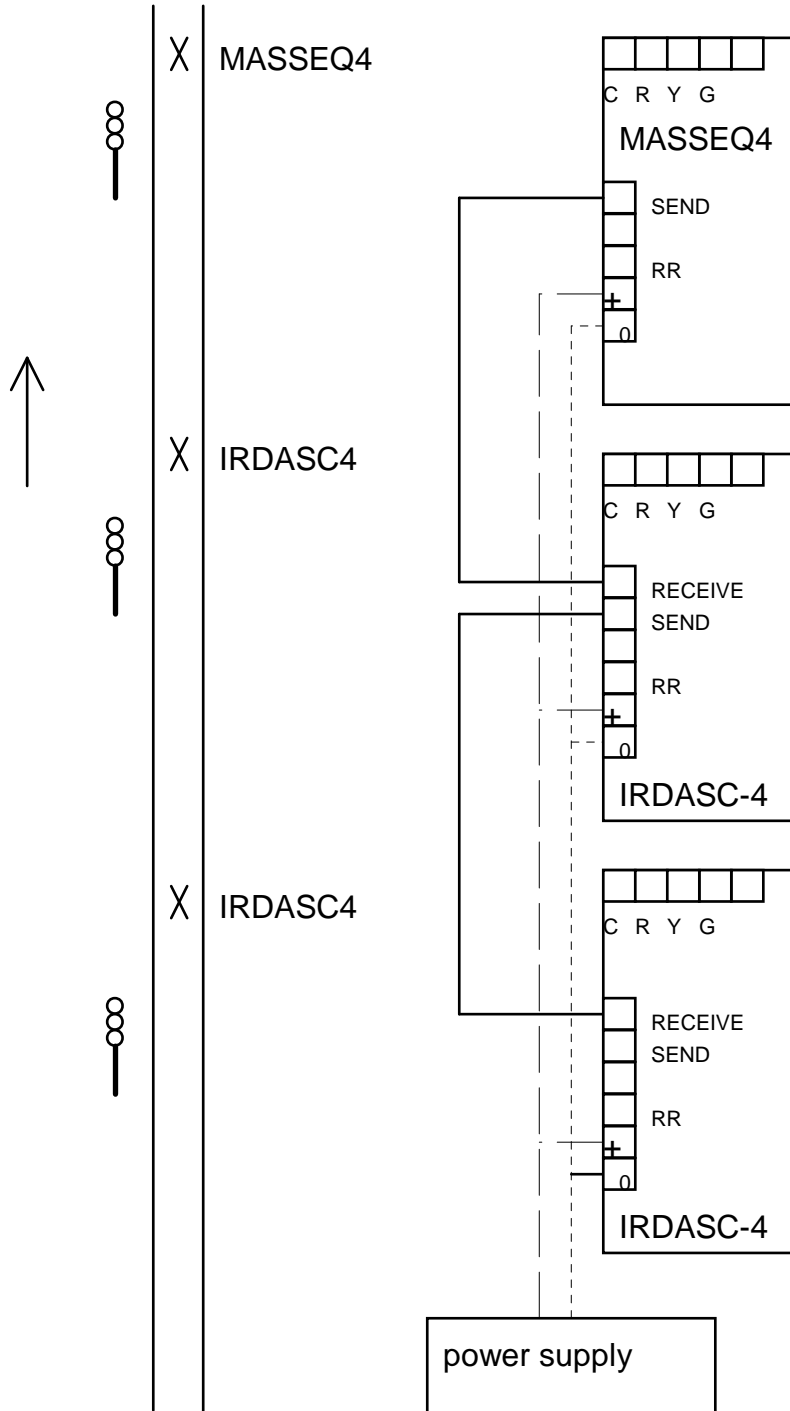 MASSEQ4
C R Y G
MASSEQ4
SEND
RR
+
0
IRDASC4
C R Y G
RECEIVE
SEND
RR
+
0
IRDASC-4
IRDASC4
C R Y G
RECEIVE
SEND
RR
+
0
IRDASC-4
power supply